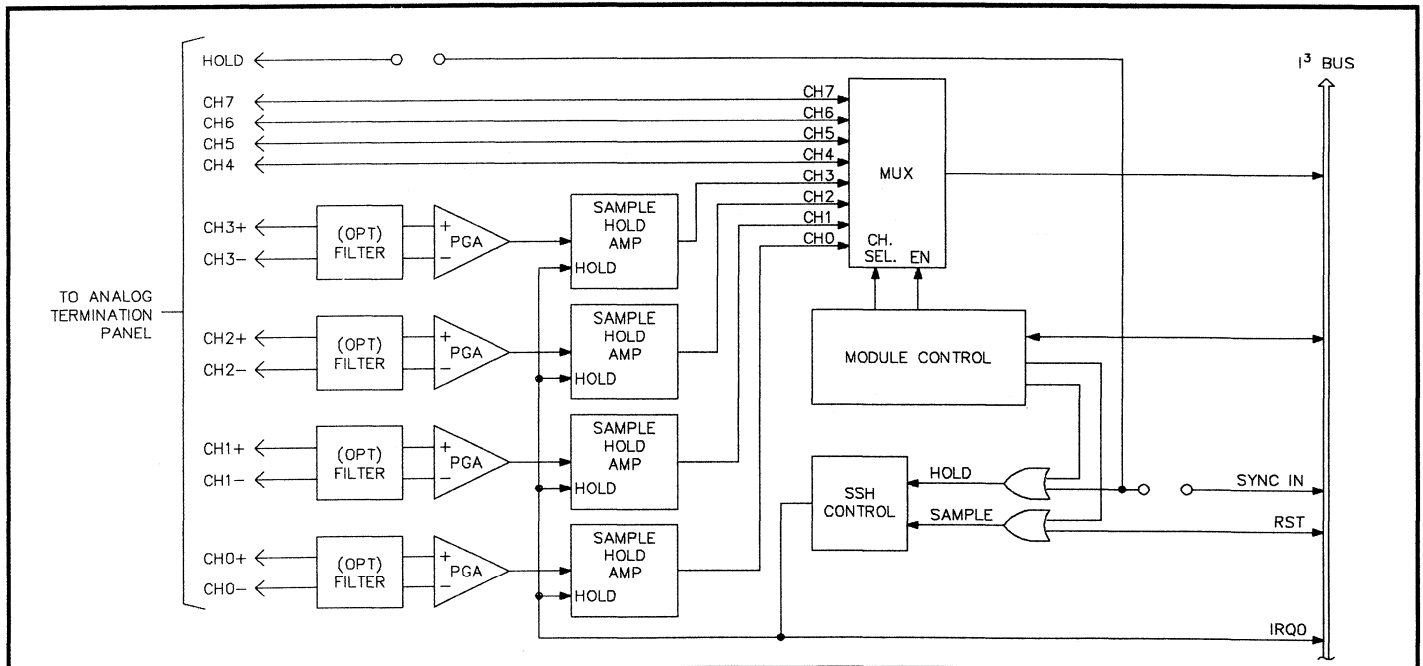 HOLD
I³ BUS
CH7
CH6
CH5
CH4
CH7
CH6
CH5
CH4
CH3
CH2
CH1
CH0
MUX
CH.
SEL.
EN
CH3+
CH3-
(OPT)
FILTER
+
-
PGA
SAMPLE
HOLD
AMP
HOLD
TO ANALOG
TERMINATION
PANEL
CH2+
CH2-
(OPT)
FILTER
+
-
PGA
SAMPLE
HOLD
AMP
HOLD
MODULE CONTROL
CH1+
CH1-
(OPT)
FILTER
+
-
PGA
SAMPLE
HOLD
AMP
HOLD
SSH
CONTROL
HOLD
SAMPLE
SYNC IN
RST
CH0+
CH0-
(OPT)
FILTER
+
-
PGA
SAMPLE
HOLD
AMP
HOLD
IRQ0